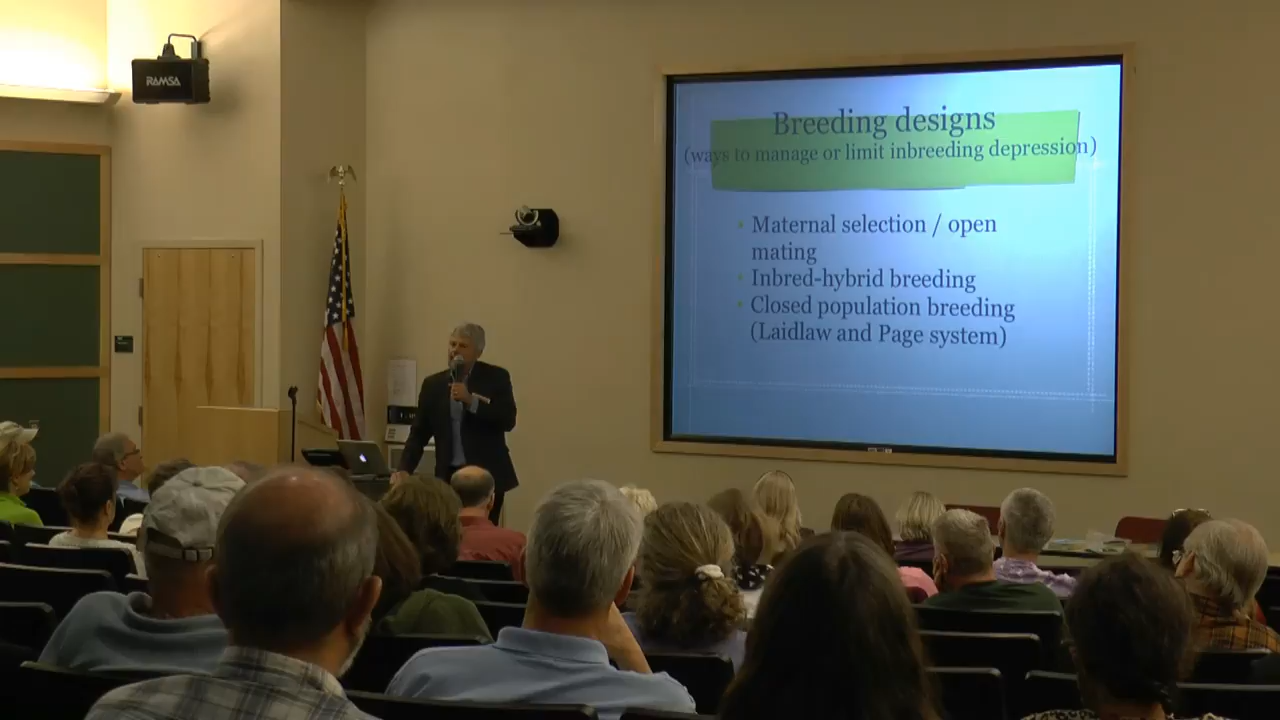 RAMSA
Breeding designs
(ways to manage or limit inbreeding depression)
Maternal selection / open
mating
Inbred-hybrid breeding
Closed population breeding
(Laidlaw and Page system)